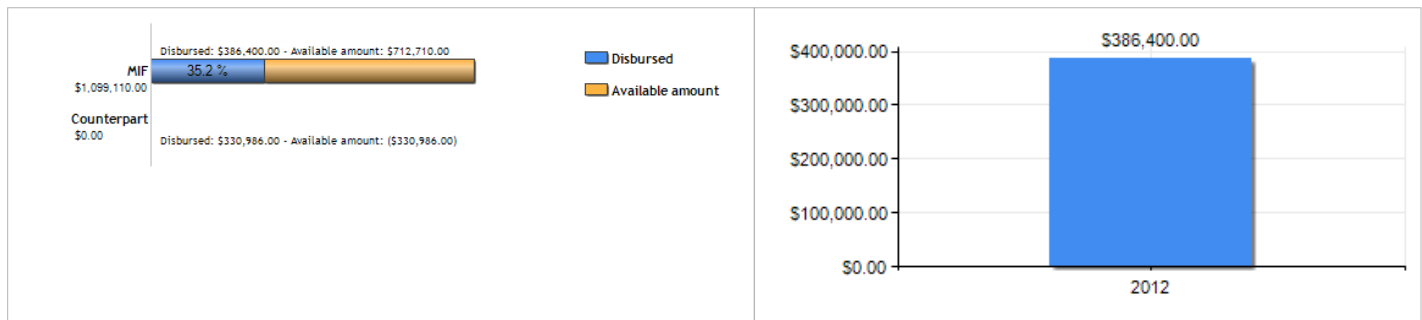 Disbursed: $386,400.00 - Available amount: $712,710.00
MIF
35.2 %
$1,099,110.00
Counterpart
$0.00
Disbursed: $330,986.00 - Available amount: ($330,986.00)
Disbursed
Available amount
$386,400.00
$400,000.00
$300,000.00
$200,000.00
$100,000.00
$0.00
2012